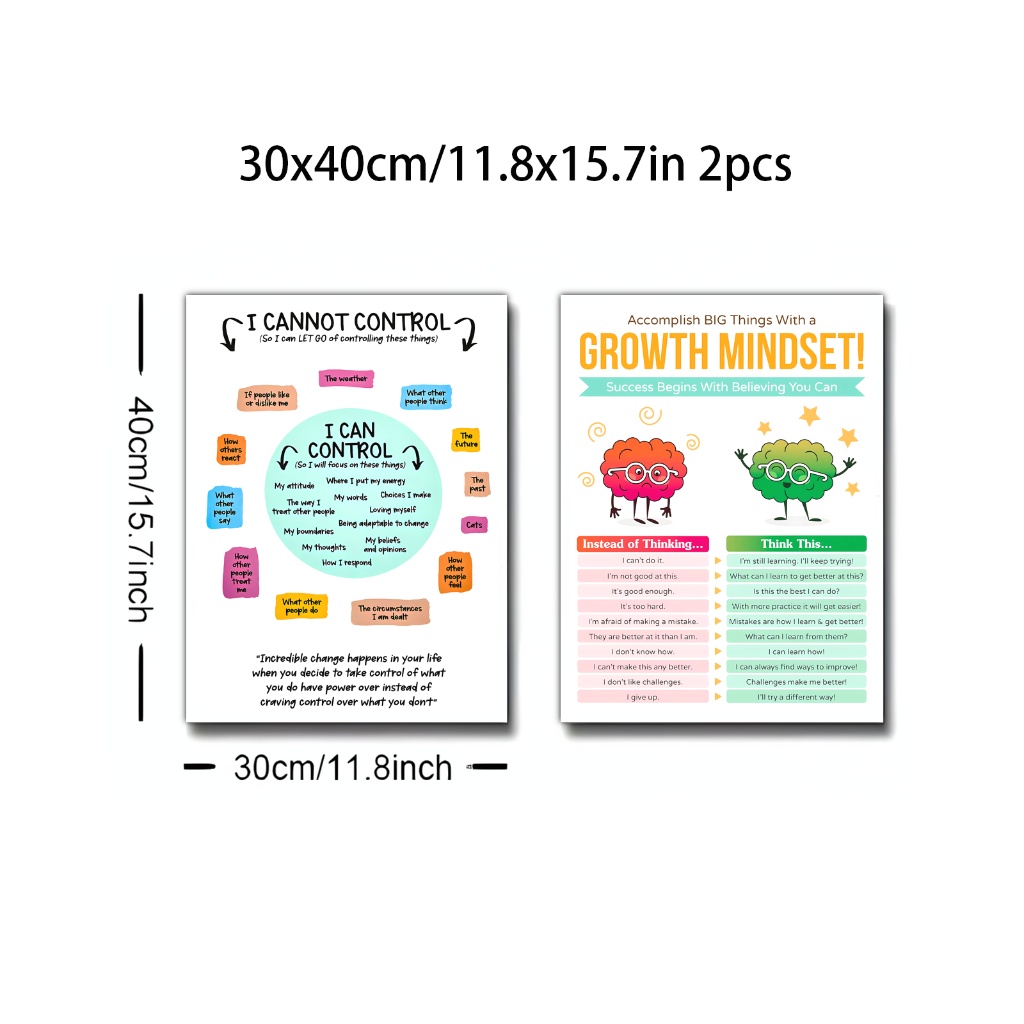 30x40cm/11.8x15.7in 2pcs
40cm/15.7inch
30cm/11.8inch
I CANNOT CONTROL
(So I can LET GO of controlling these things)
The weather
If people like
or dislike me
What other
people think
How
others
react
The
future
What
other
people
say
The
past
Cats
How
other
people
treat
me
How
other
people
feel
What other
people do
The circumstances
I am dealt
I CAN
CONTROL
(So I will focus on these things)
My attitude
Where I put my energy
My words
Choices I make
The way I
treat other people
Loving myself
Being adaptable to change
My boundaries
My beliefs
and opinions
My thoughts
How I respond
"Incredible change happens in your life
when you decide to take control of what
you do have power over instead of
craving control over what you don't"
Accomplish BIG Things With a
GROWTH MINDSET!
Success Begins With Believing You Can
Instead of Thinking... Think This...
I can't do it. I'm still learning. I'll keep trying!
I'm not good at this. What can I learn to get better at this?
It's good enough. Is this the best I can do?
It's too hard. With more practice it will get easier!
I'm afraid of making a mistake. Mistakes are how I learn & get better!
They are better at it than I am. What can I learn from them?
I don't know how. I can learn how!
I can't make this any better. I can always find ways to improve!
I don't like challenges. Challenges make me better!
I give up. I'll try a different way!